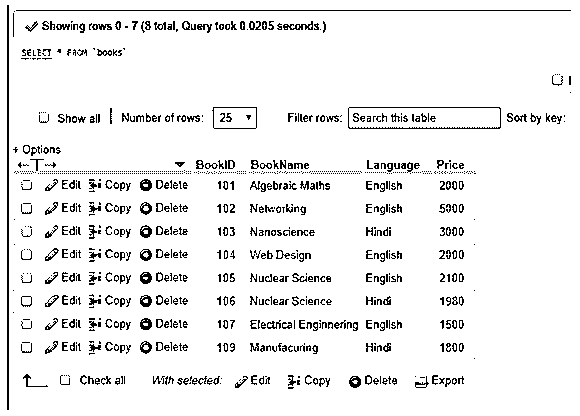 Showing rows 0 - 7 (8 total, Query took 0.0205 seconds.)
SELECT * FROM `books`
Show all Number of rows: 25 Filter rows: Search this table Sort by key:
+ Options
BookID BookName Language Price
Edit Copy Delete 101 Algebraic Maths English 2000
Edit Copy Delete 102 Networking English 5000
Edit Copy Delete 103 Nanoscience Hindi 3000
Edit Copy Delete 104 Web Design English 2900
Edit Copy Delete 105 Nuclear Science English 2100
Edit Copy Delete 106 Nuclear Science Hindi 1980
Edit Copy Delete 107 Electrical Enginnering English 1500
Edit Copy Delete 109 Manufacuring Hindi 1800
Check all With selected: Edit Copy Delete Export